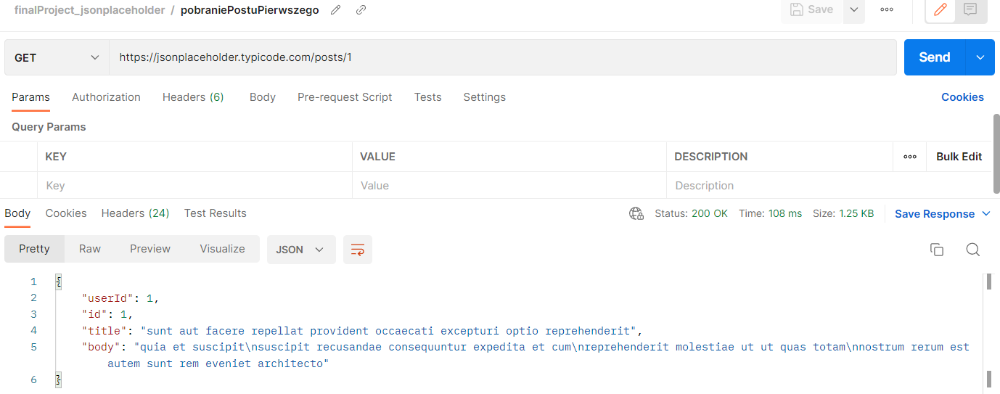 finalProject_jsonplaceholder / pobraniePostuPierwszego
Save
GET https://jsonplaceholder.typicode.com/posts/1 Send
Params Authorization Headers (6) Body Pre-request Script Tests Settings Cookies
Query Params
KEY VALUE DESCRIPTION Bulk Edit
Key Value Description
Body Cookies Headers (24) Test Results Status: 200 OK Time: 108 ms Size: 1.25 KB Save Response
Pretty Raw Preview Visualize JSON
1 {
2 "userId": 1,
3 "id": 1,
4 "title": "sunt aut facere repellat provident occaecati excepturi optio reprehenderit",
5 "body": "quia et suscipit\nsuscipit recusandae consequuntur expedita et cum\nreprehenderit molestiae ut ut quas totam\nnostrum rerum est
autem sunt rem eveniet architecto"
6 }